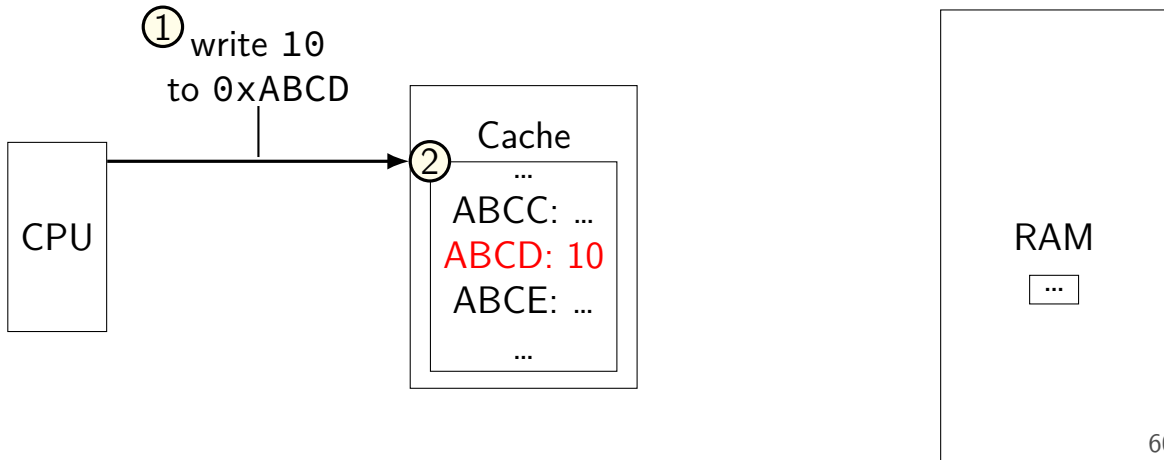 1
write 10
to 0xABCD
CPU
2
Cache
...
ABCC: ...
ABCD: 10
ABCE: ...
...
RAM
...